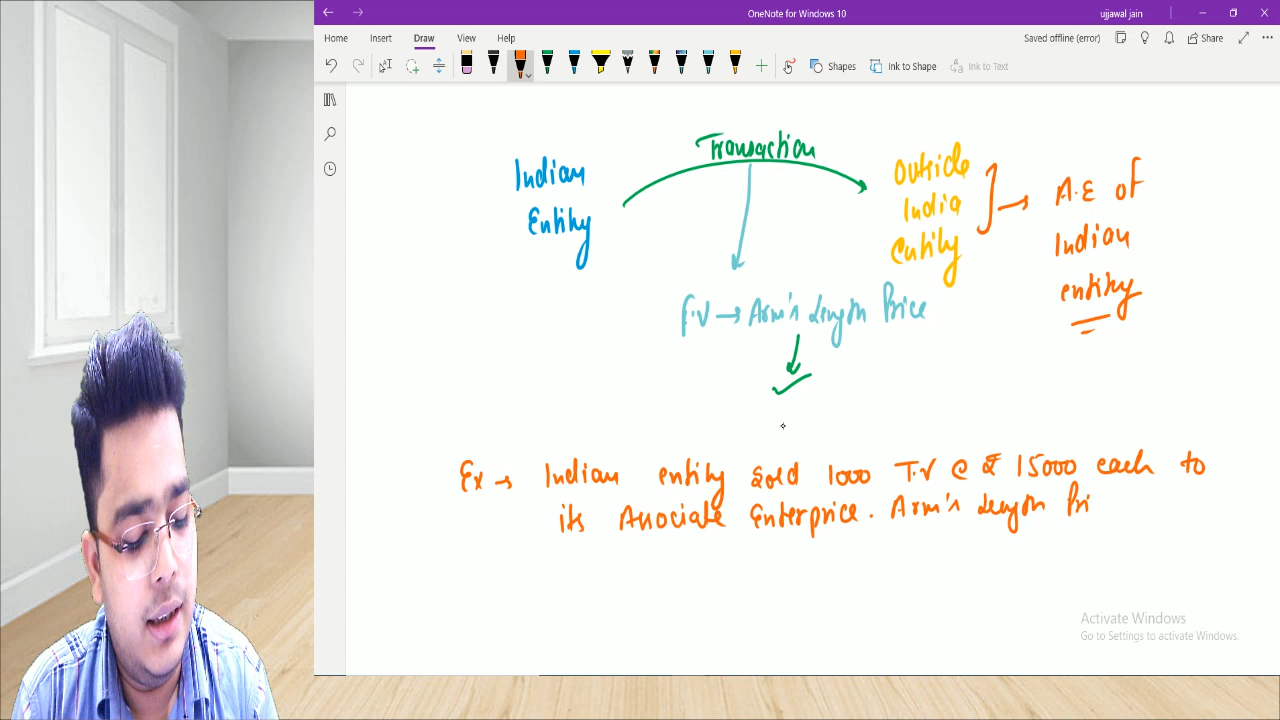 OneNote for Windows 10
ujjawal jain
Home Insert Draw View Help
Saved offline (error) Share
Shapes Ink to Shape Ink to Text
Transaction
Indian
Entity
Outside
India
Entity
A.E of
Indian
entity
F.V → Arm's Length Price
Ex → Indian entity sold 1000 T.V @ ₹ 15000 each to
its Associate Enterprice. Arm's Length Pri
Activate Windows
Go to Settings to activate Windows.